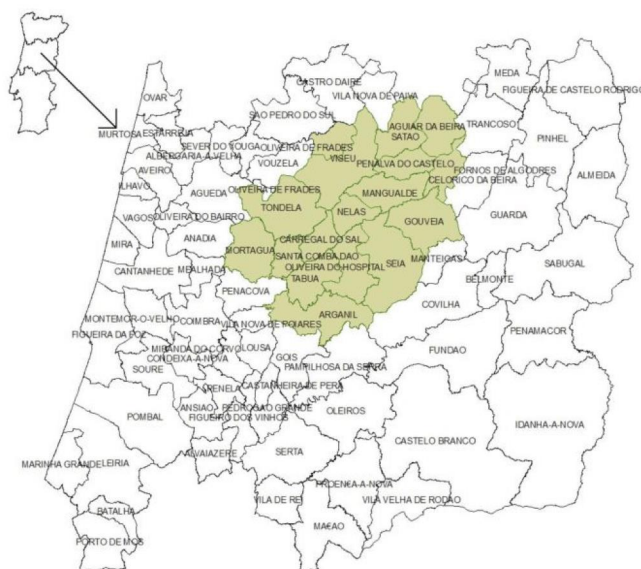 CASTRO DAIRE
MEDA
FIGUEIRA DE CASTELO RODRIGO
VILA NOVA DE PAIVA
OVAR
SAO PEDRO DO SUL
AGUIAR DA BEIRA
TRANCOSO
MURTOSA
ESTARREJA
SATAO
PINHEL
SEVER DO VOUGA
OLIVEIRA DE FRADES
ALBERGARIA-A-VELHA
VISEU
VOUZELA
PENALVA DO CASTELO
FORNOS DE ALGODRES
AVEIRO
CELORICO DA BEIRA
ALMEIDA
ILHAVO
AGUEDA
OLIVEIRA DE FRADES
MANGUALDE
TONDELA
NELAS
GUARDA
VAGOS
OLIVEIRA DO BAIRRO
GOUVEIA
ANADIA
CARREGAL DO SAL
MIRA
MORTAGUA
SANTA COMBA DAO
MANTEIGAS
SABUGAL
CANTANHEDE
MEALHADA
OLIVEIRA DO HOSPITAL
SEIA
TABUA
BELMONTE
PENACOVA
COVILHA
MONTEMOR-O-VELHO
COIMBRA
ARGANIL
FIGUEIRA DA FOZ
VILA NOVA DE POIARES
PENAMACOR
MIRANDA DO CORVO
LOUSA
FUNDAO
CONDEIXA-A-NOVA
GOIS
SOURE
PAMPILHOSA DA SERRA
PENELA
CASTANHEIRA DE PERA
ANSIAO
PEDROGAO GRANDE
OLEIROS
POMBAL
FIGUEIRO DOS VINHOS
IDANHA-A-NOVA
CASTELO BRANCO
ALVAIAZERE
SERTA
MARINHA GRANDE
LEIRIA
PROENCA-A-NOVA
VILA DE REI
VILA VELHA DE RODAO
BATALHA
MACAO
PORTO DE MOS